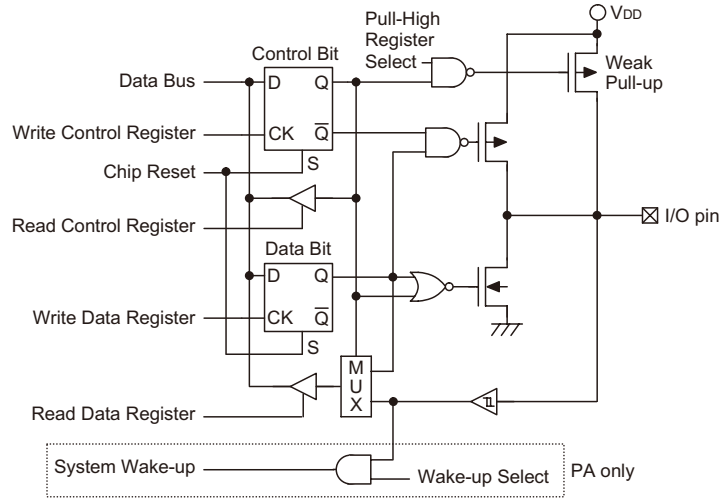 VDD
Pull-High
Register
Select
Control Bit
Weak
Pull-up
Data Bus
D
Q
Write Control Register
CK
Q
Chip Reset
S
I/O pin
Read Control Register
Data Bit
D
Q
Write Data Register
CK
Q
S
M
U
X
Read Data Register
System Wake-up
Wake-up Select
PA only